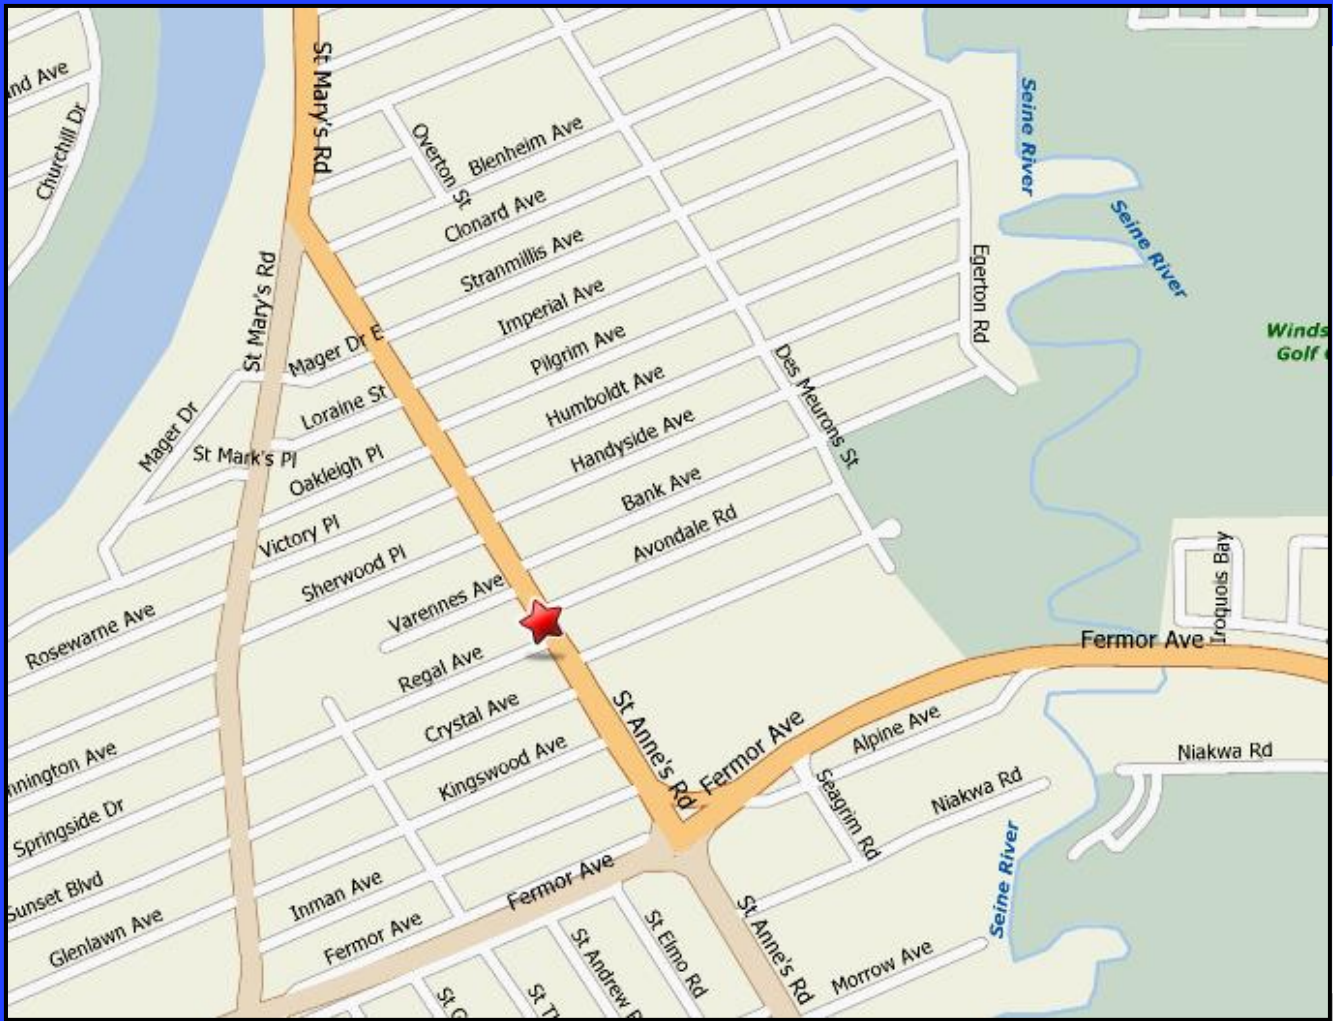 St Mary's Rd
Seine River
Churchill Dr
Overton St
Blenheim Ave
Clonard Ave
Seine River
Stranmillis Ave
Egerton Rd
St Mary's Rd
Imperial Ave
Mager Dr E
Pilgrim Ave
Des Meurons St
Humboldt Ave
Loraine St
Mager Dr
Handyside Ave
St Mark's Pl
Oakleigh Pl
Bank Ave
Avondale Rd
Victory Pl
Sherwood Pl
Iroquois Bay
Varennes Ave
Rosewarne Ave
Fermor Ave
Regal Ave
Crystal Ave
St Anne's Rd
Fermor Ave
Alpine Ave
Kingswood Ave
Niakwa Rd
Seagrim Rd
Niakwa Rd
Springside Dr
Sunset Blvd
Inman Ave
Fermor Ave
Seine River
Glenlawn Ave
Fermor Ave
St Anne's Rd
St Elmo Rd
St Andrew
Morrow Ave
St
St
Ave
Ave
Golf